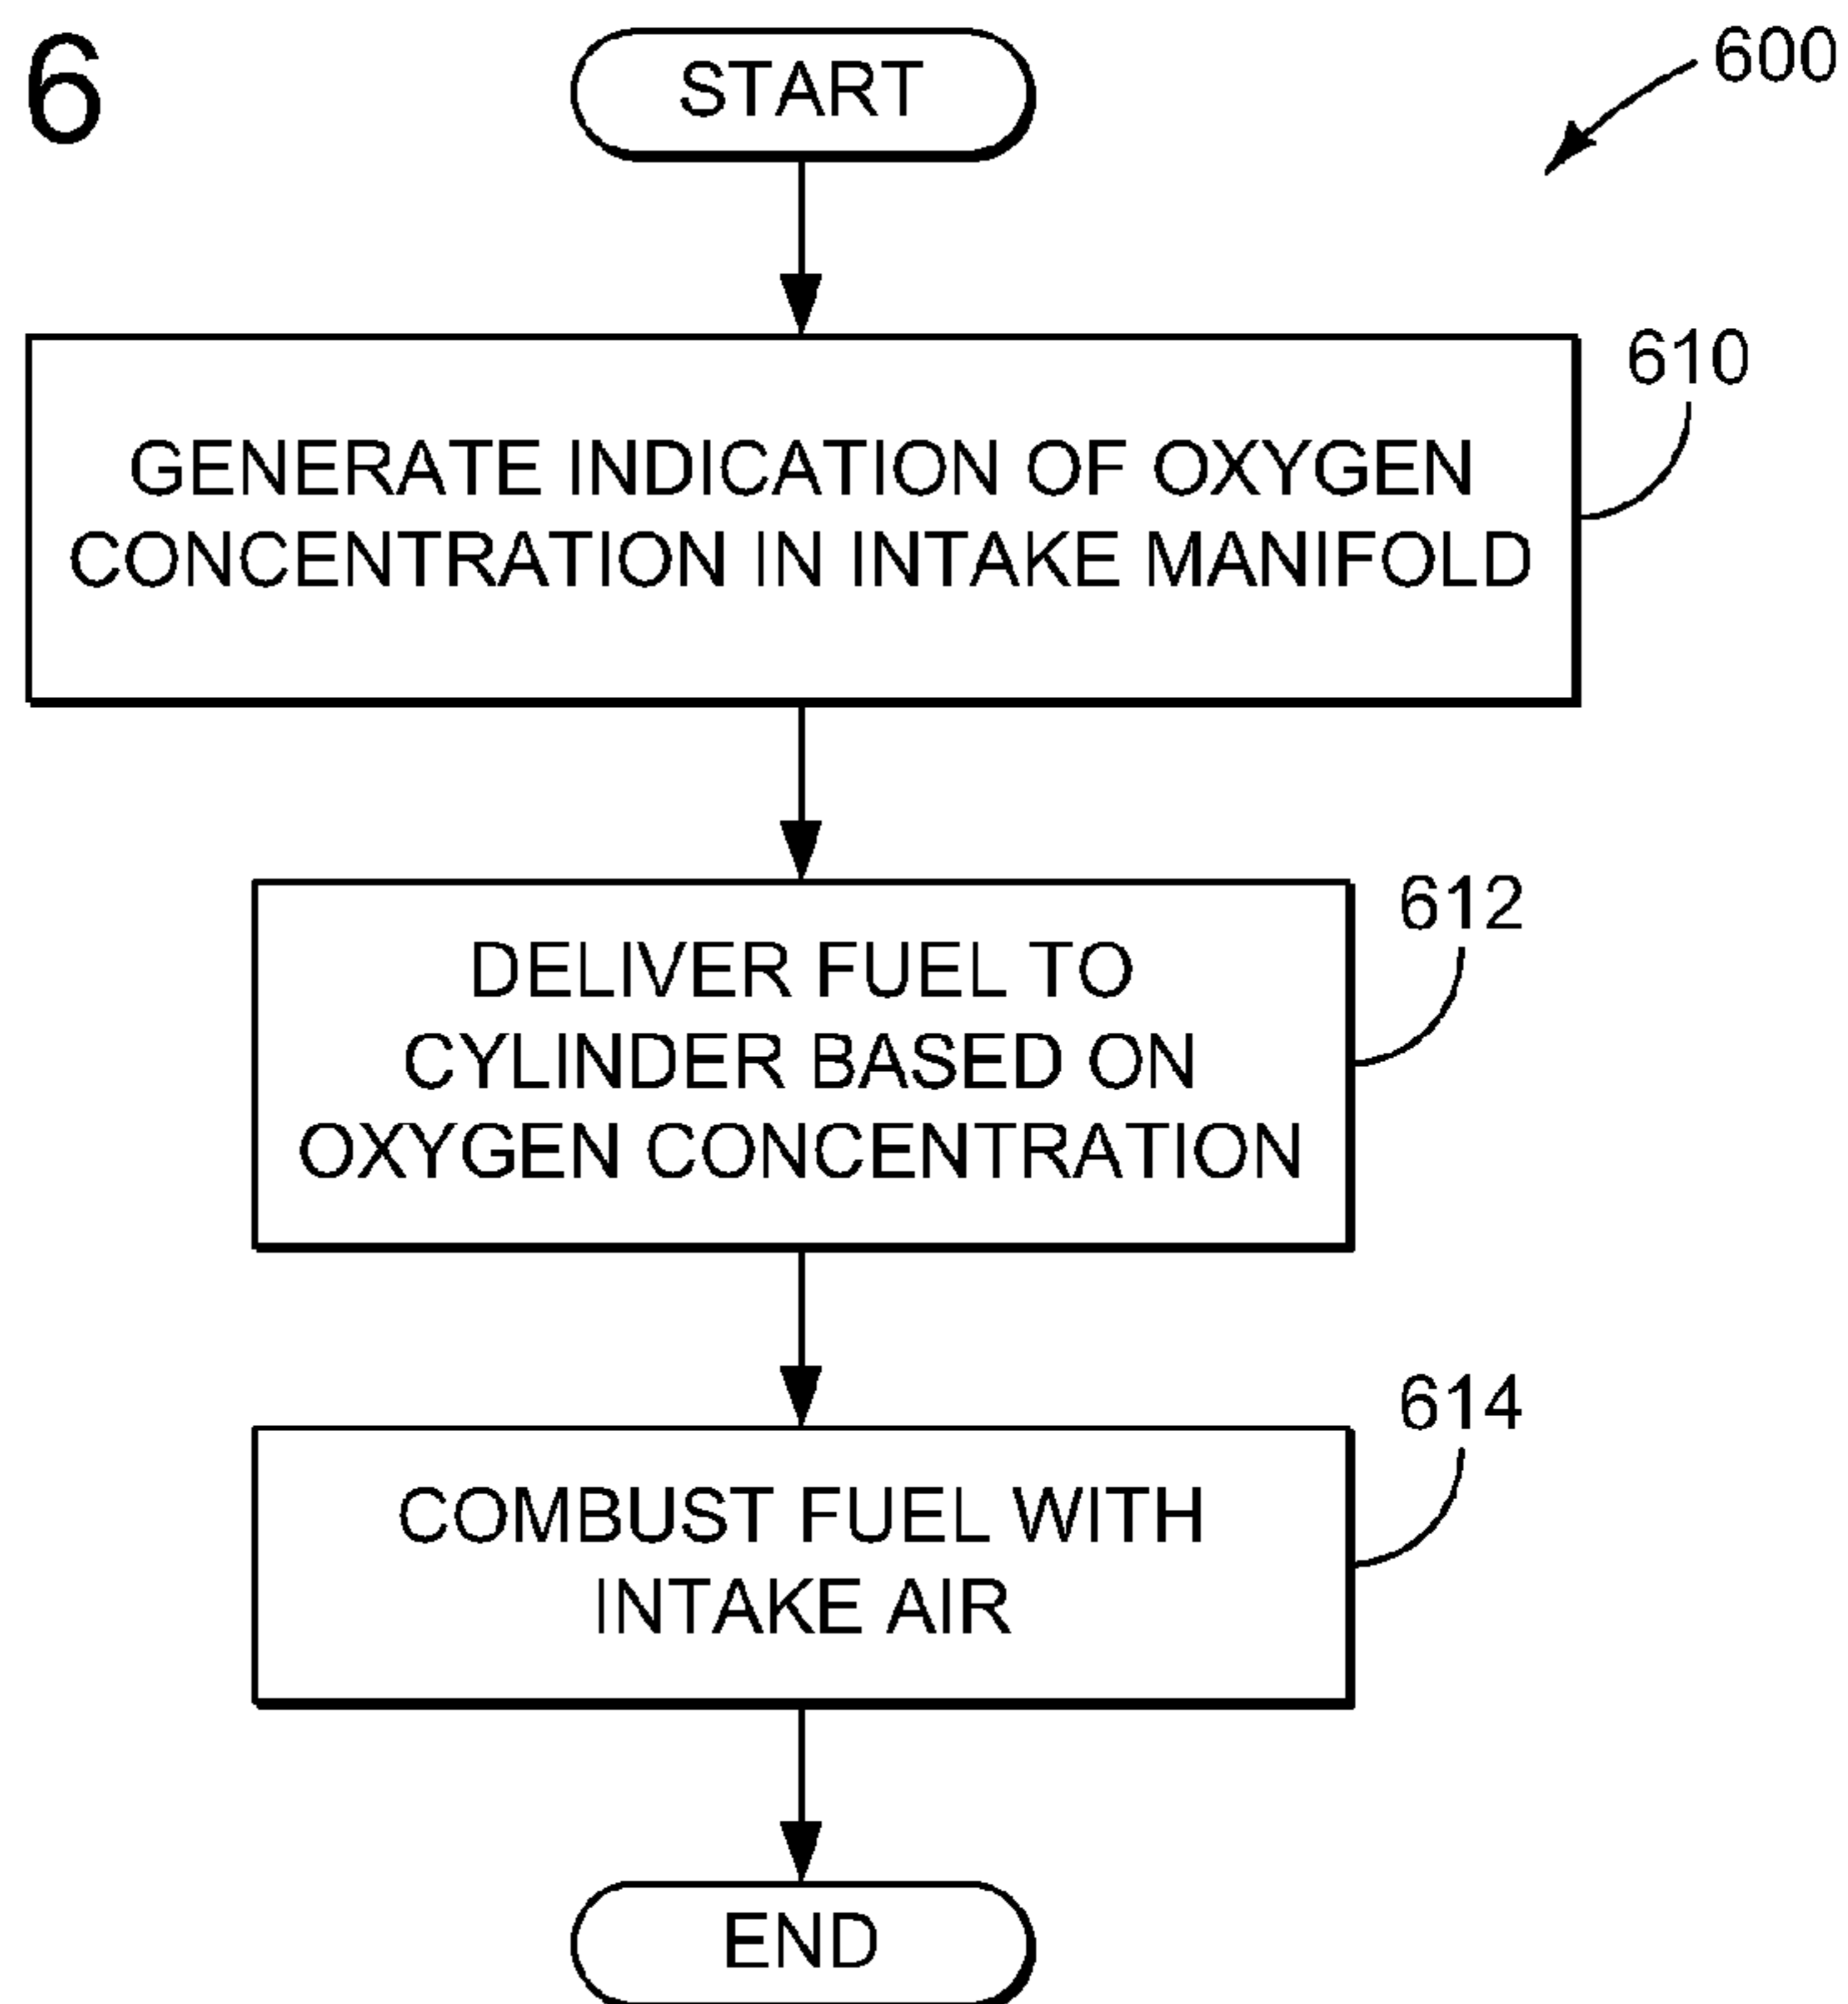 6
START
600
610
GENERATE INDICATION OF OXYGEN
CONCENTRATION IN INTAKE MANIFOLD
612
DELIVER FUEL TO
CYLINDER BASED ON
OXYGEN CONCENTRATION
614
COMBUST FUEL WITH
INTAKE AIR
END